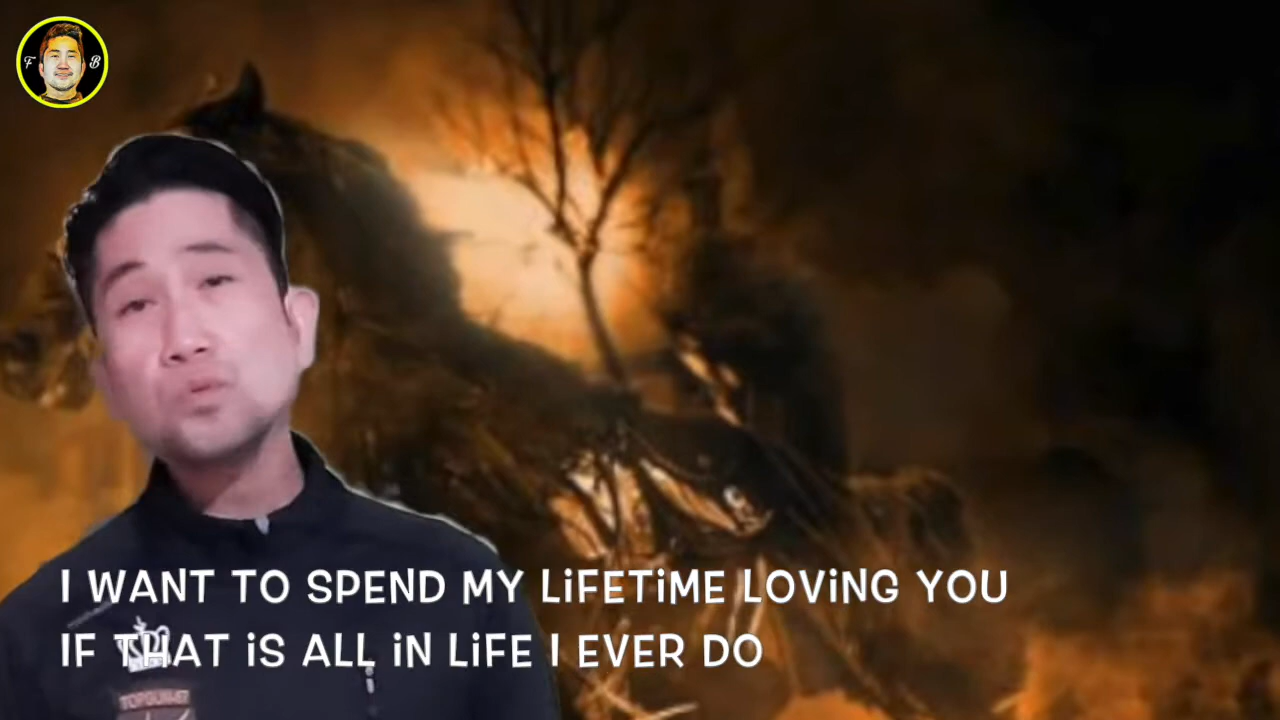 F B
I WANT TO SPEND MY LiFETiME LOViNG YOU
IF THAT iS ALL iN LiFE I EVER DO